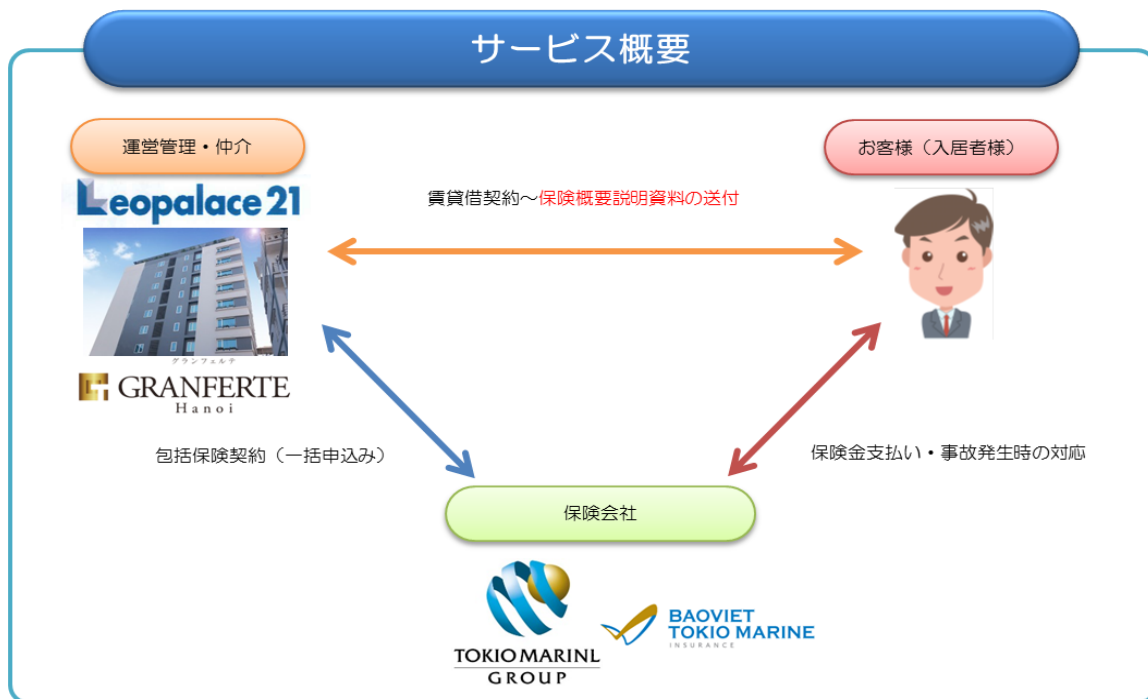 サービス概要
運営管理・仲介
お客様（入居者様）
Leopalace 21
賃貸借契約～保険概要説明資料の送付
グランフェルテ
GRANFERTE
Hanoi
包括保険契約（一括申込み）
保険金支払い・事故発生時の対応
保険会社
TOKIO MARINL
GROUP
BAOVIET
TOKIO MARINE
INSURANCE